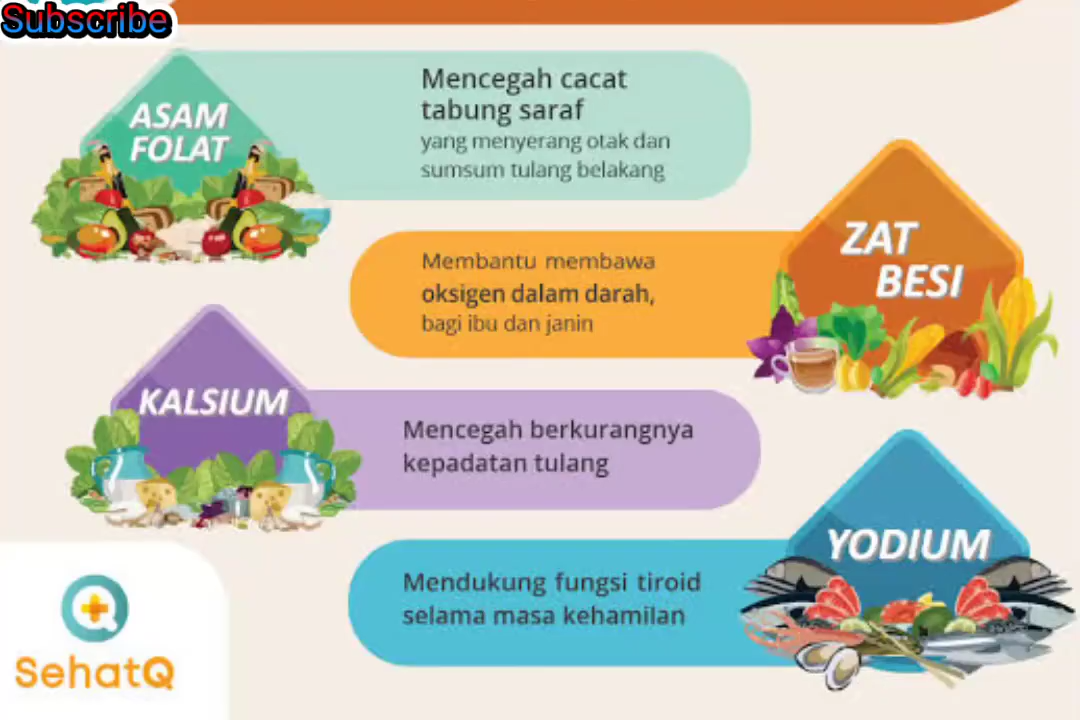 Subscribe
ASAM
FOLAT
Mencegah cacat
tabung saraf
yang menyerang otak dan
sumsum tulang belakang
ZAT
BESI
Membantu membawa
oksigen dalam darah,
bagi ibu dan janin
KALSIUM
Mencegah berkurangnya
kepadatan tulang
YODIUM
Mendukung fungsi tiroid
selama masa kehamilan
SehatQ